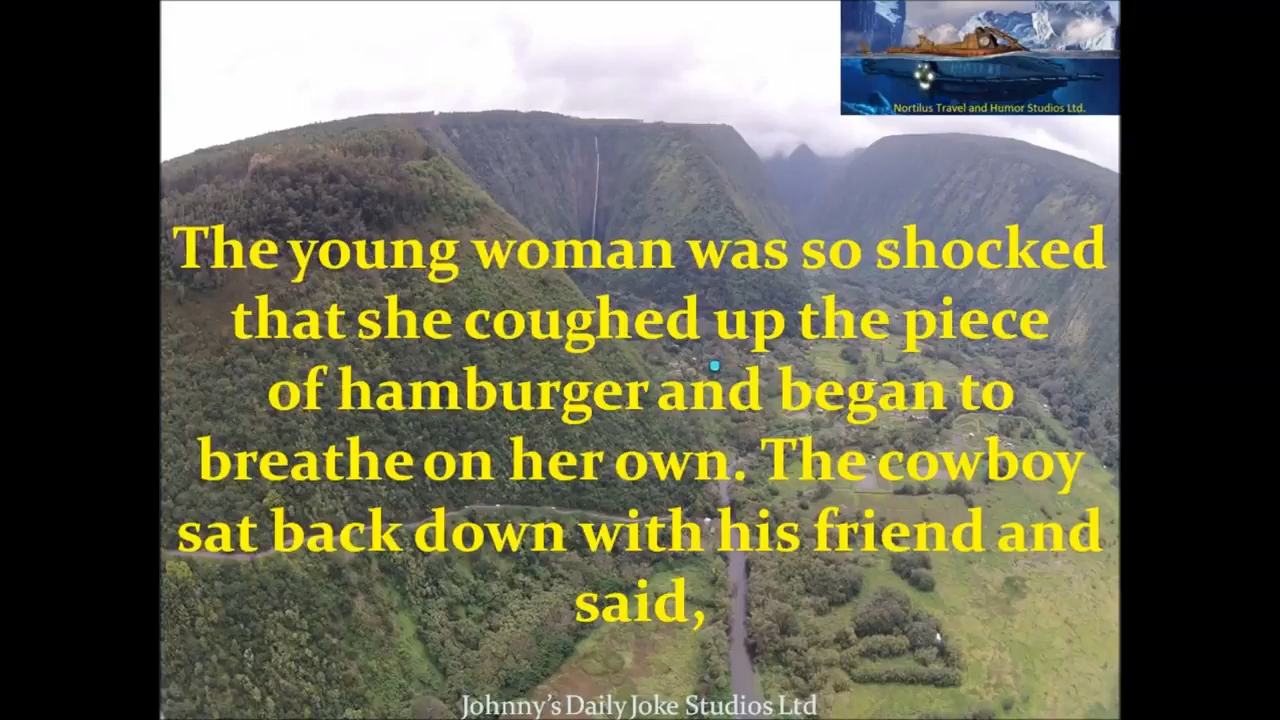 Nortilus Travel and Humor Studios Ltd.
The young woman was so shocked
that she coughed up the piece
of hamburger and began to
breathe on her own. The cowboy
sat back down with his friend and
said,
Johnny's Daily Joke Studios Ltd